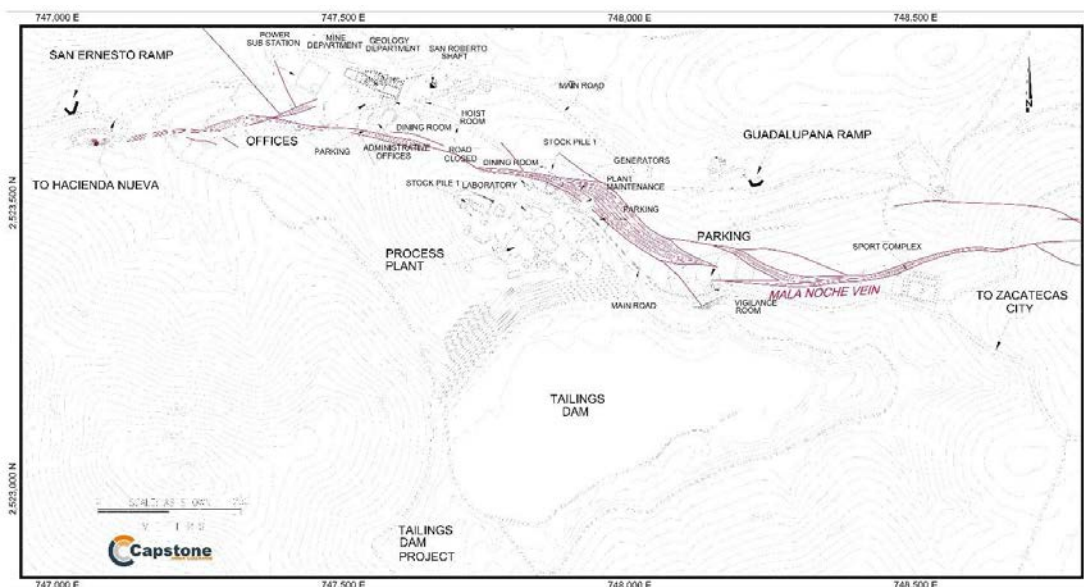 747,000 E
747,500 E
748,000 E
748,500 E
POWER
SUB STATION
MINE
DEPARTMENT
GEOLOGY
DEPARTMENT
SAN ROBERTO
SHAFT
SAN ERNESTO RAMP
MAIN ROAD
N
HOIST
ROOM
DINING ROOM
GUADALUPANA RAMP
OFFICES
STOCK PILE 1
PARKING
ADMINISTRATIVE
OFFICES
ROAD
CLOSED
DINING ROOM
GENERATORS
TO HACIENDA NUEVA
STOCK PILE 1
LABORATORY
PLANT
MAINTENANCE
2,523,500 N
PARKING
PARKING
PROCESS
PLANT
SPORT COMPLEX
MALA NOCHE VEIN
TO ZACATECAS
CITY
MAIN ROAD
VIGILANCE
ROOM
TAILINGS
DAM
2,523,000 N
Capstone
TAILINGS
DAM
PROJECT
747,000 E
747,500 E
748,000 E
748,500 E